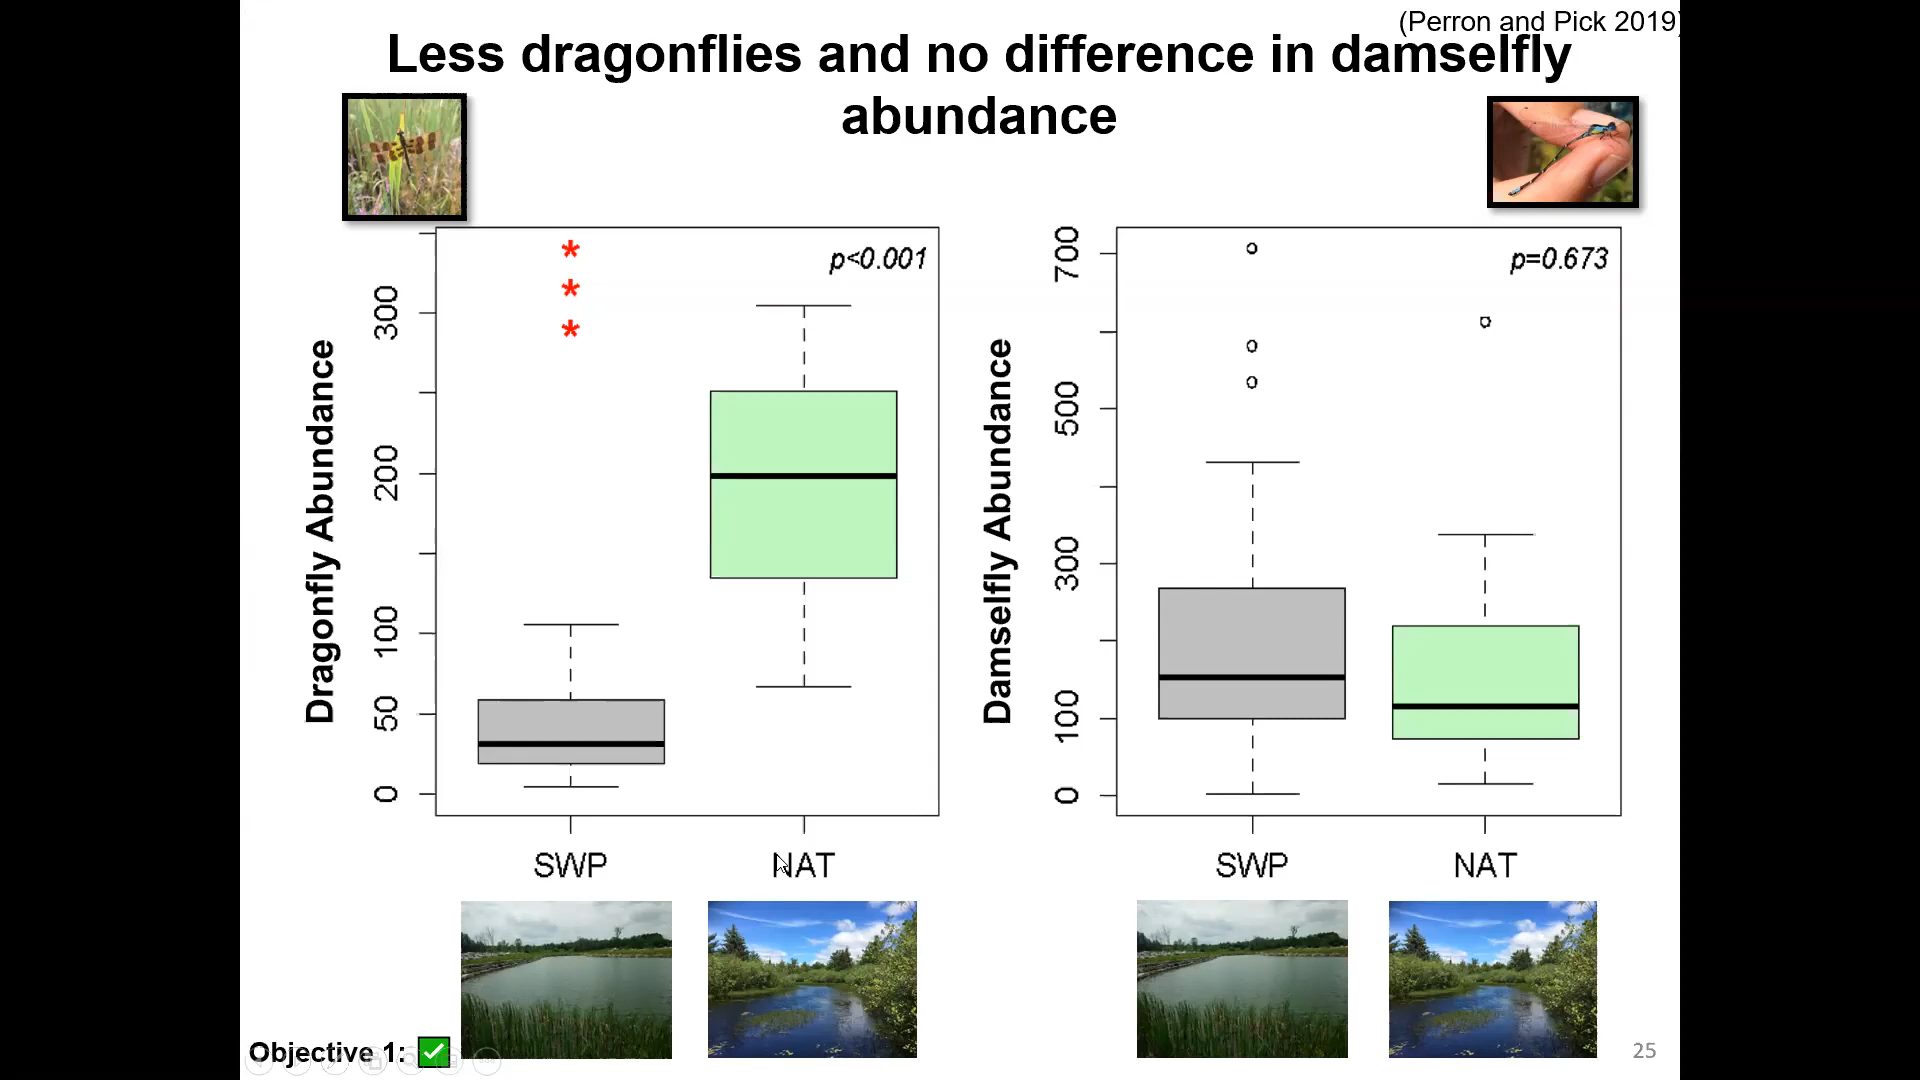 (Perron and Pick 2019)
Less dragonflies and no difference in damselfly
abundance
Dragonfly Abundance
300
200
100
50
0
* 
*
*
p<0.001
SWP
NAT
Damselfly Abundance
700
500
300
100
0
p=0.673
SWP
NAT
Objective 1:
25